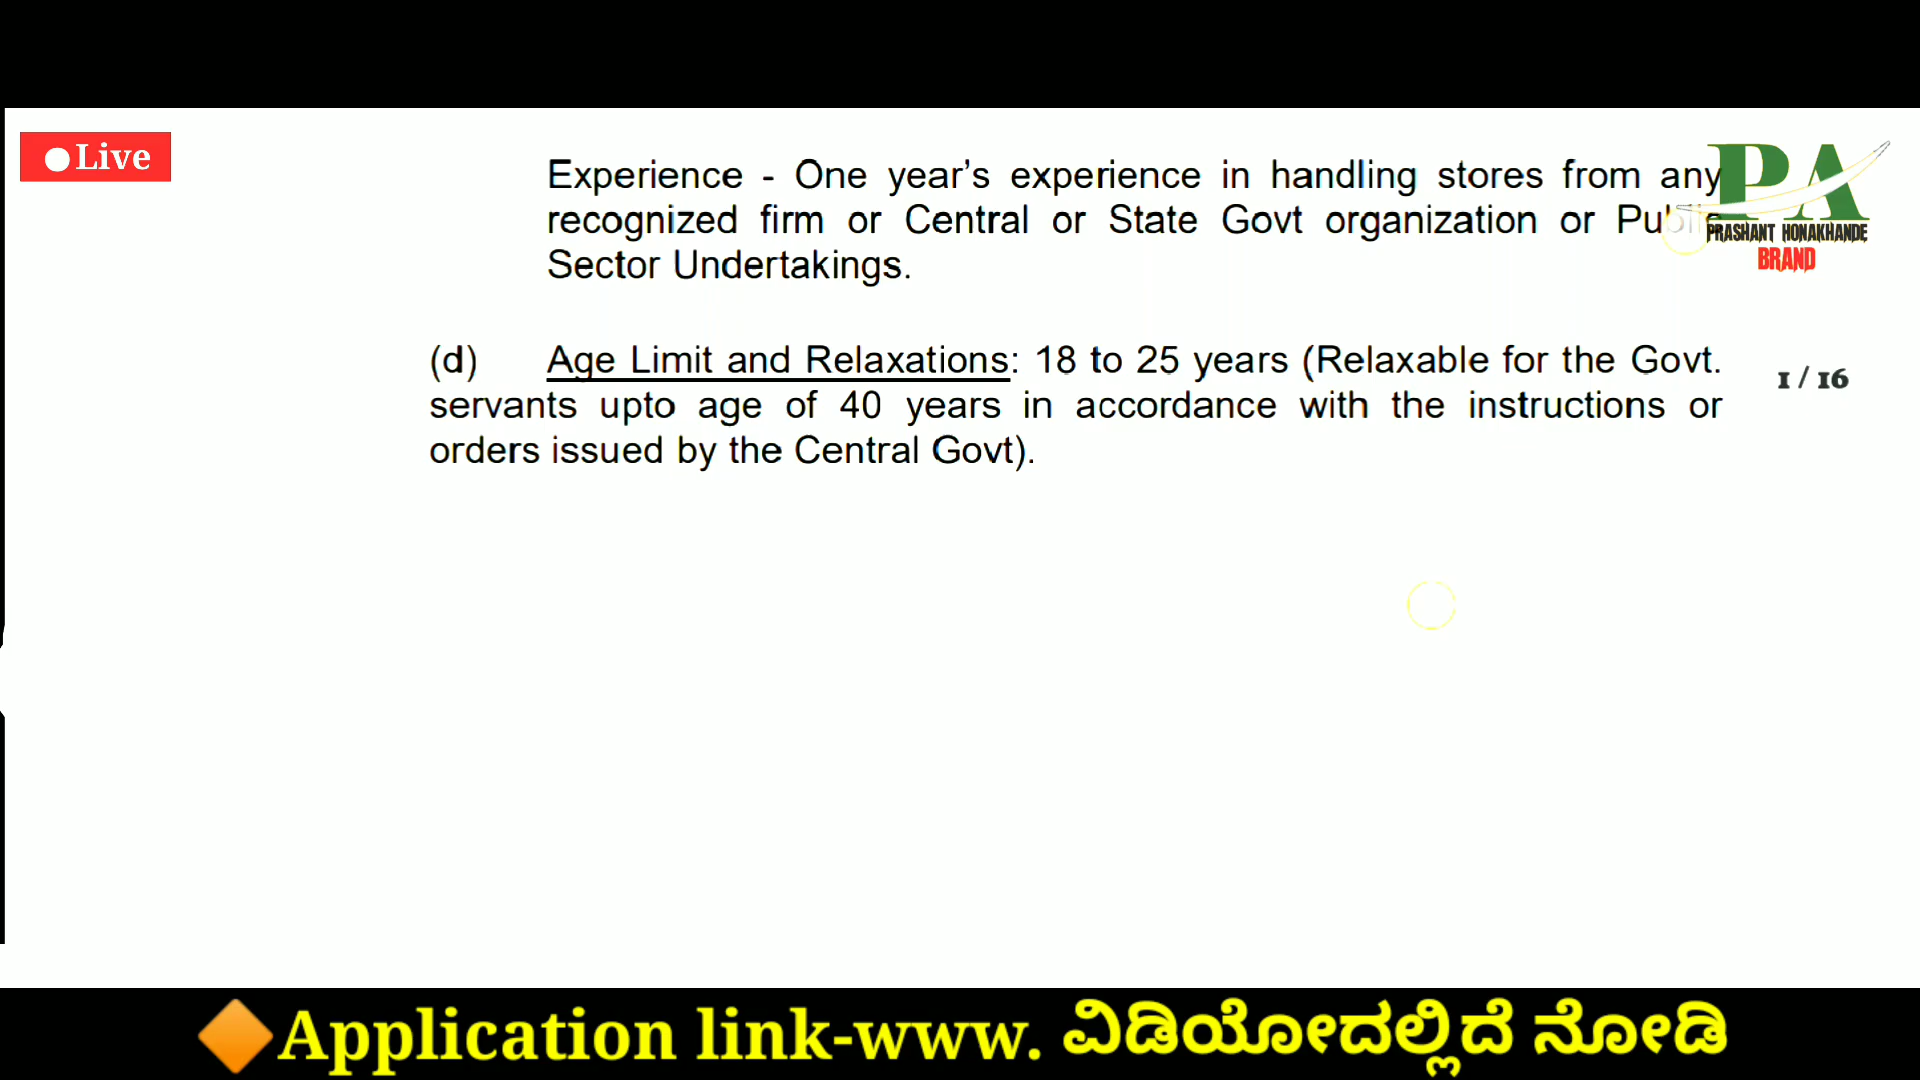 Live
Experience - One year’s experience in handling stores from any
recognized firm or Central or State Govt organization or Public
Sector Undertakings.
PA
PRASHANT HONAKHANDE
BRAND
(d) Age Limit and Relaxations: 18 to 25 years (Relaxable for the Govt.
servants upto age of 40 years in accordance with the instructions or
orders issued by the Central Govt).
1 / 16
Application link-www. ವಿಡಿಯೋದಲ್ಲಿದೆ ನೋಡಿ